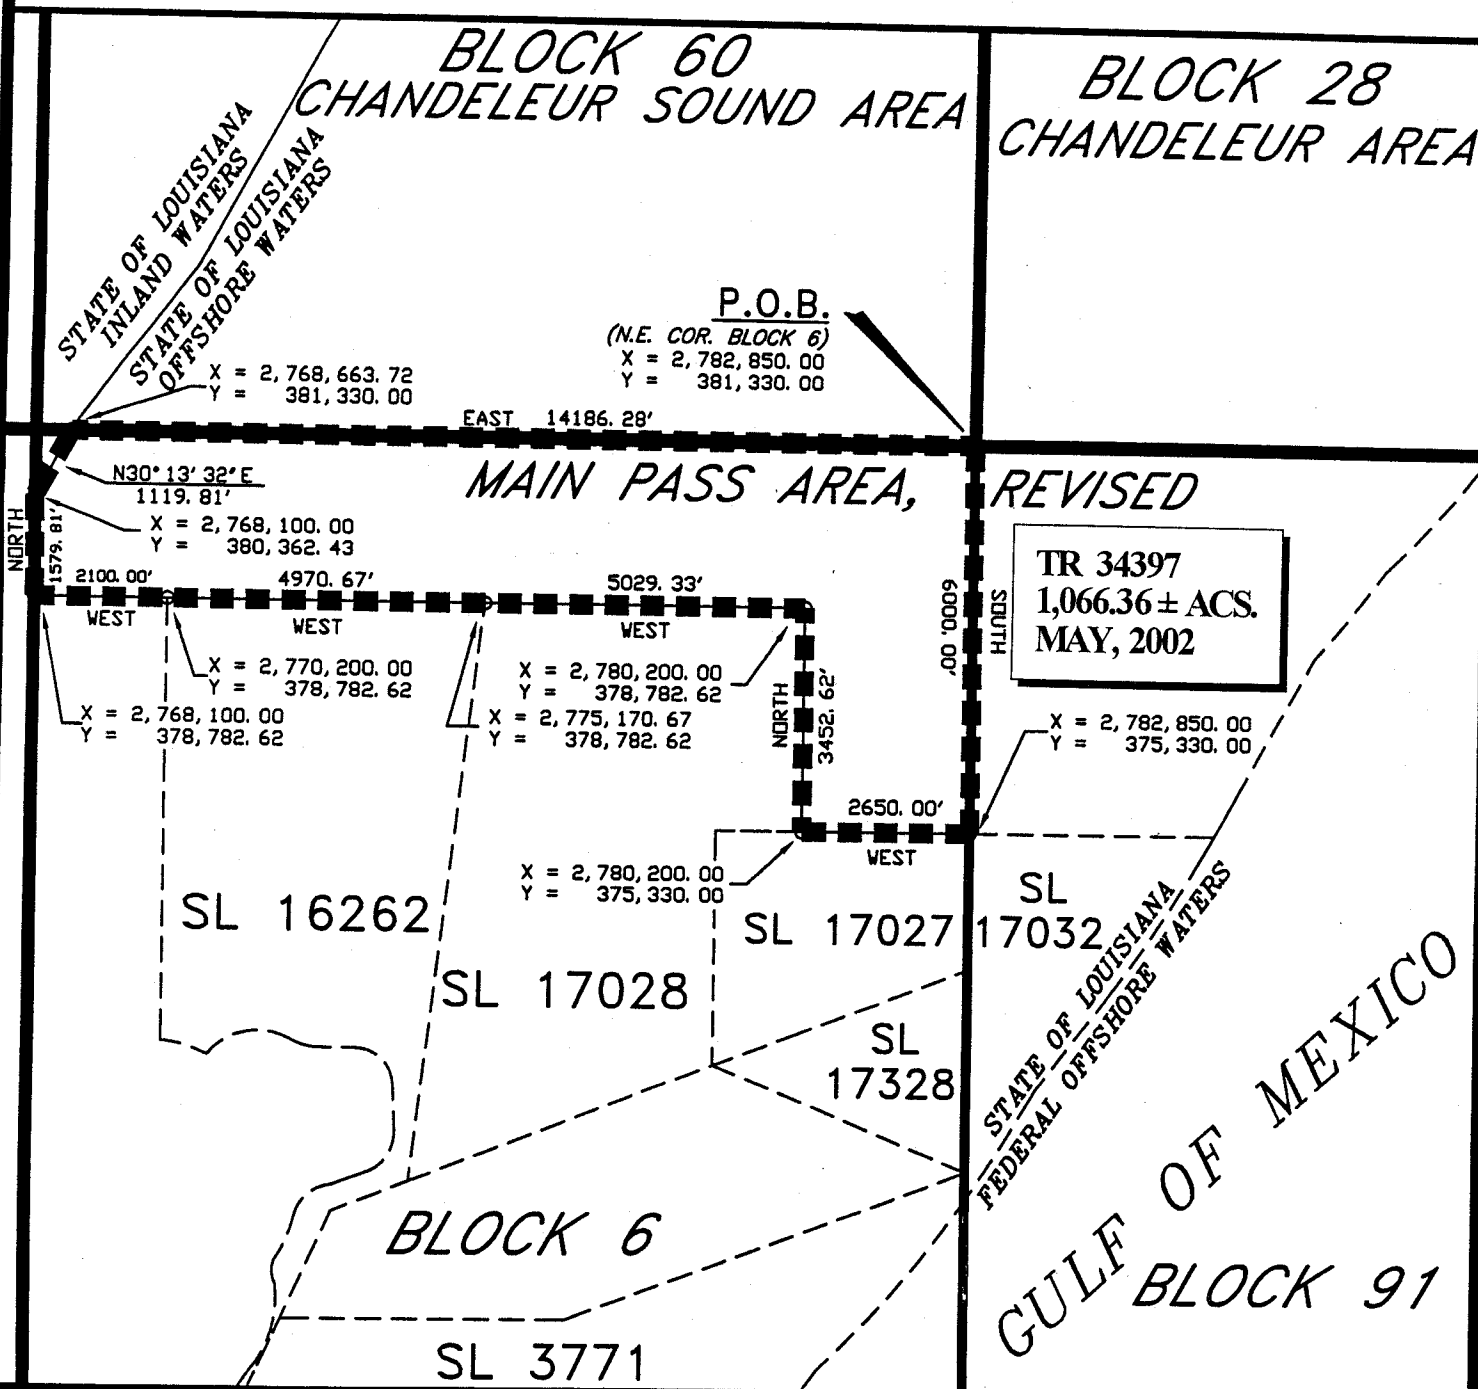 BLOCK 60
CHANDELEUR SOUND AREA
BLOCK 28
CHANDELEUR AREA
STATE OF LOUISIANA
INLAND WATERS
STATE OF LOUISIANA
OFFSHORE WATERS
P.O.B.
(N.E. COR. BLOCK 6)
X = 2,782,850.00
Y = 381,330.00
X = 2,768,663.72
Y = 381,330.00
EAST 14186.28'
N30°13'32"E
1119.81'
MAIN PASS AREA, REVISED
X = 2,768,100.00
Y = 380,362.43
NORTH
1579.81'
2100.00'
WEST
4970.67'
WEST
5029.33'
WEST
6000.00'
SOUTH
TR 34397
1,066.36 ± ACS.
MAY, 2002
X = 2,770,200.00
Y = 378,782.62
X = 2,780,200.00
Y = 378,782.62
X = 2,768,100.00
Y = 378,782.62
X = 2,775,170.67
Y = 378,782.62
NORTH
3452.62'
X = 2,782,850.00
Y = 375,330.00
2650.00'
WEST
X = 2,780,200.00
Y = 375,330.00
SL 16262
SL 17027
SL
17032
SL 17028
SL
17328
STATE OF LOUISIANA
FEDERAL OFFSHORE WATERS
GULF OF MEXICO
BLOCK 6
BLOCK 91
SL 3771